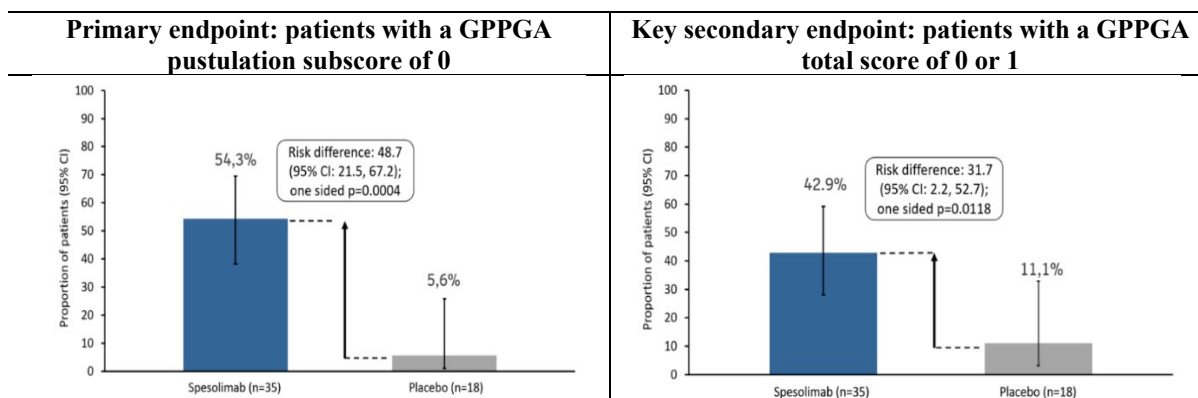 Primary endpoint: patients with a GPPGA
pustulation subscore of 0
Proportion of patients (95% CI)
100
90
80
70
60
50
40
30
20
10
0
54,3%
Risk difference: 48.7
(95% CI: 21.5, 67.2);
one sided p=0.0004
5,6%
Spesolimab (n=35)
Placebo (n=18)
Key secondary endpoint: patients with a GPPGA
total score of 0 or 1
Proportion of patients (95% CI)
100
90
80
70
60
50
40
30
20
10
0
42.9%
Risk difference: 31.7
(95% CI: 2.2, 52.7);
one sided p=0.0118
11,1%
Spesolimab (n=35)
Placebo (n=18)